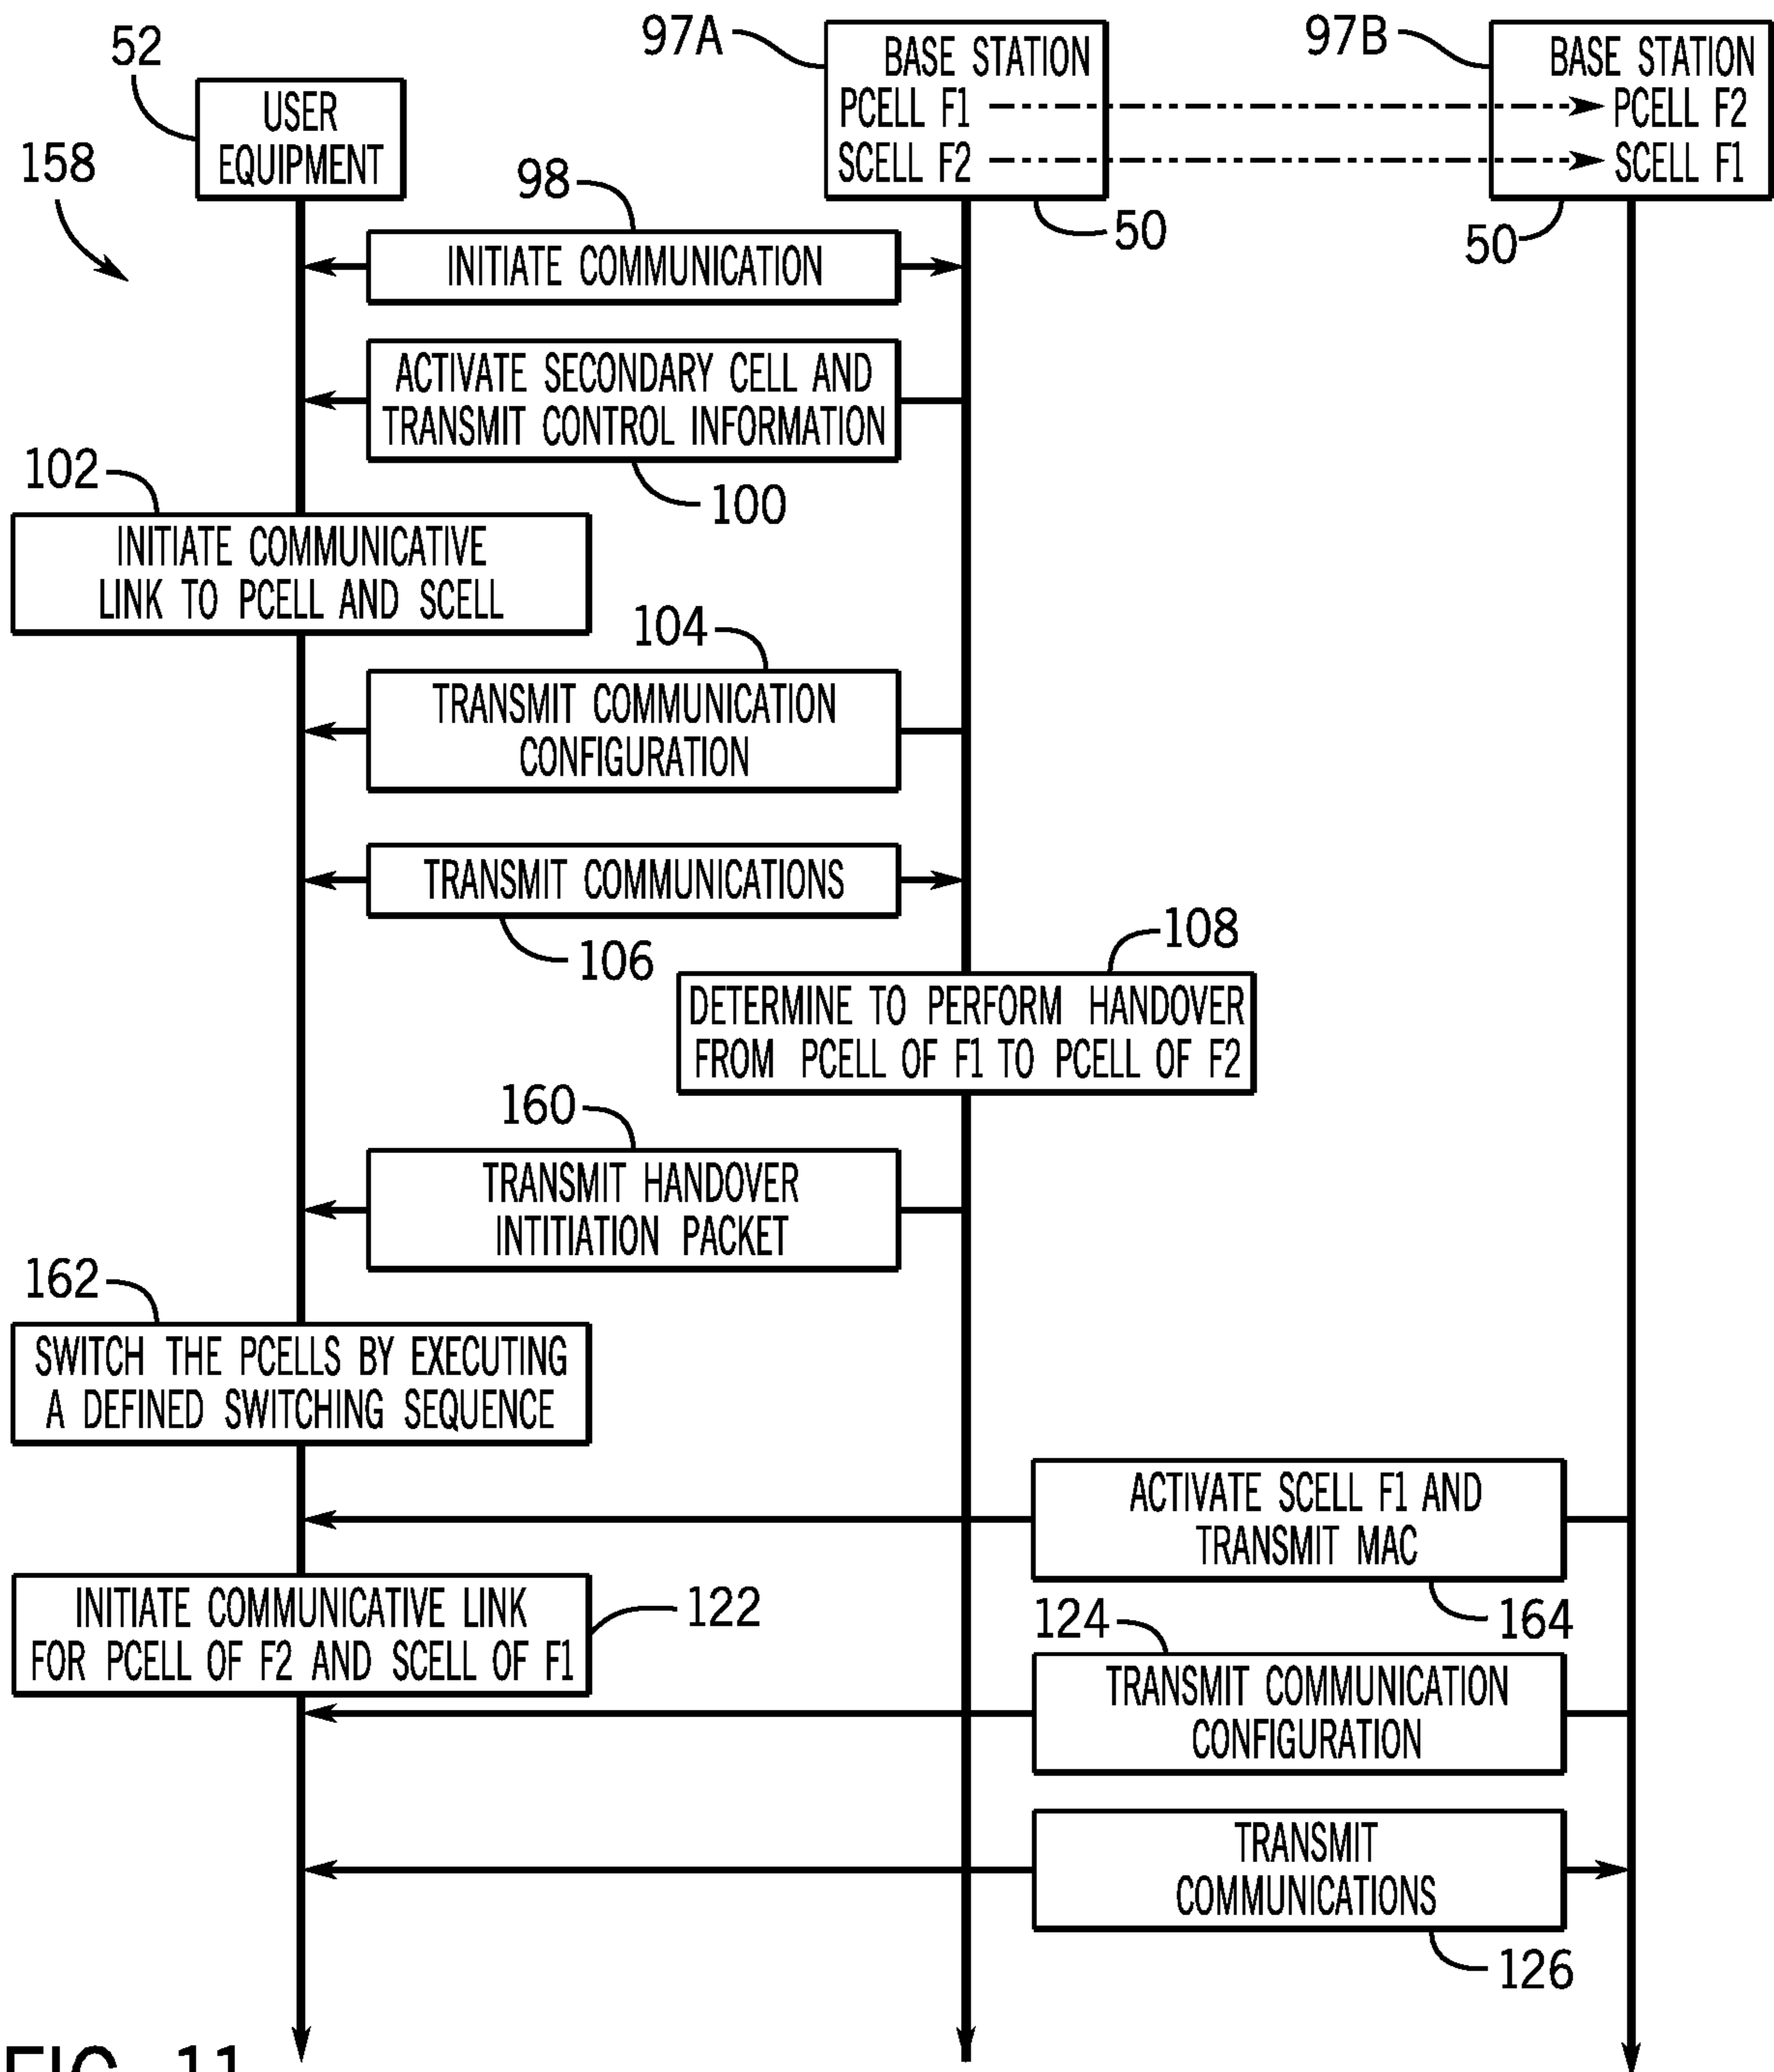 52
USER
EQUIPMENT
97A
BASE STATION
PCELL F1
SCELL F2
50
97B
BASE STATION
PCELL F2
SCELL F1
50
158
98
INITIATE COMMUNICATION
ACTIVATE SECONDARY CELL AND
TRANSMIT CONTROL INFORMATION
100
102
INITIATE COMMUNICATIVE
LINK TO PCELL AND SCELL
104
TRANSMIT COMMUNICATION
CONFIGURATION
TRANSMIT COMMUNICATIONS
106
108
DETERMINE TO PERFORM HANDOVER
FROM PCELL OF F1 TO PCELL OF F2
160
TRANSMIT HANDOVER
INTITIATION PACKET
162
SWITCH THE PCELLS BY EXECUTING
A DEFINED SWITCHING SEQUENCE
ACTIVATE SCELL F1 AND
TRANSMIT MAC
164
INITIATE COMMUNICATIVE LINK
FOR PCELL OF F2 AND SCELL OF F1
122
124
TRANSMIT COMMUNICATION
CONFIGURATION
TRANSMIT
COMMUNICATIONS
126
FIG. 11